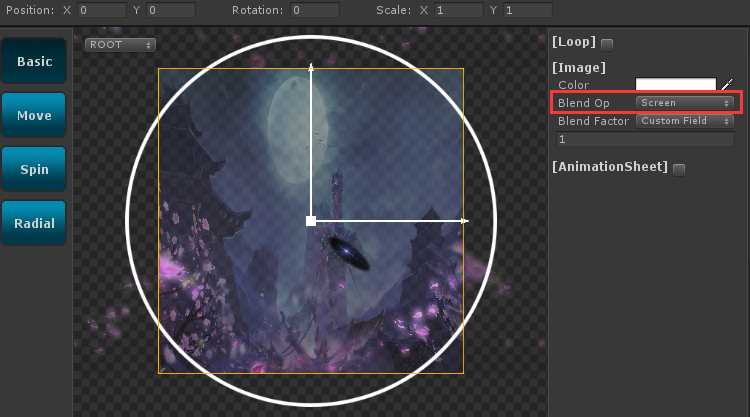 Position: X 0 Y 0 Rotation: 0 Scale: X 1 Y 1
ROOT
Basic
Move
Spin
Radial
[Loop]
[Image]
Color
Blend Op Screen
Blend Factor Custom Field
1
[AnimationSheet]